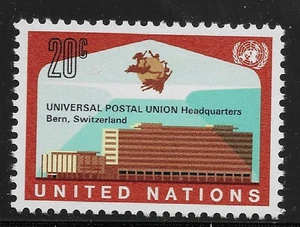 20c
UNIVERSAL POSTAL UNION Headquarters
Bern, Switzerland
UNITED NATIONS